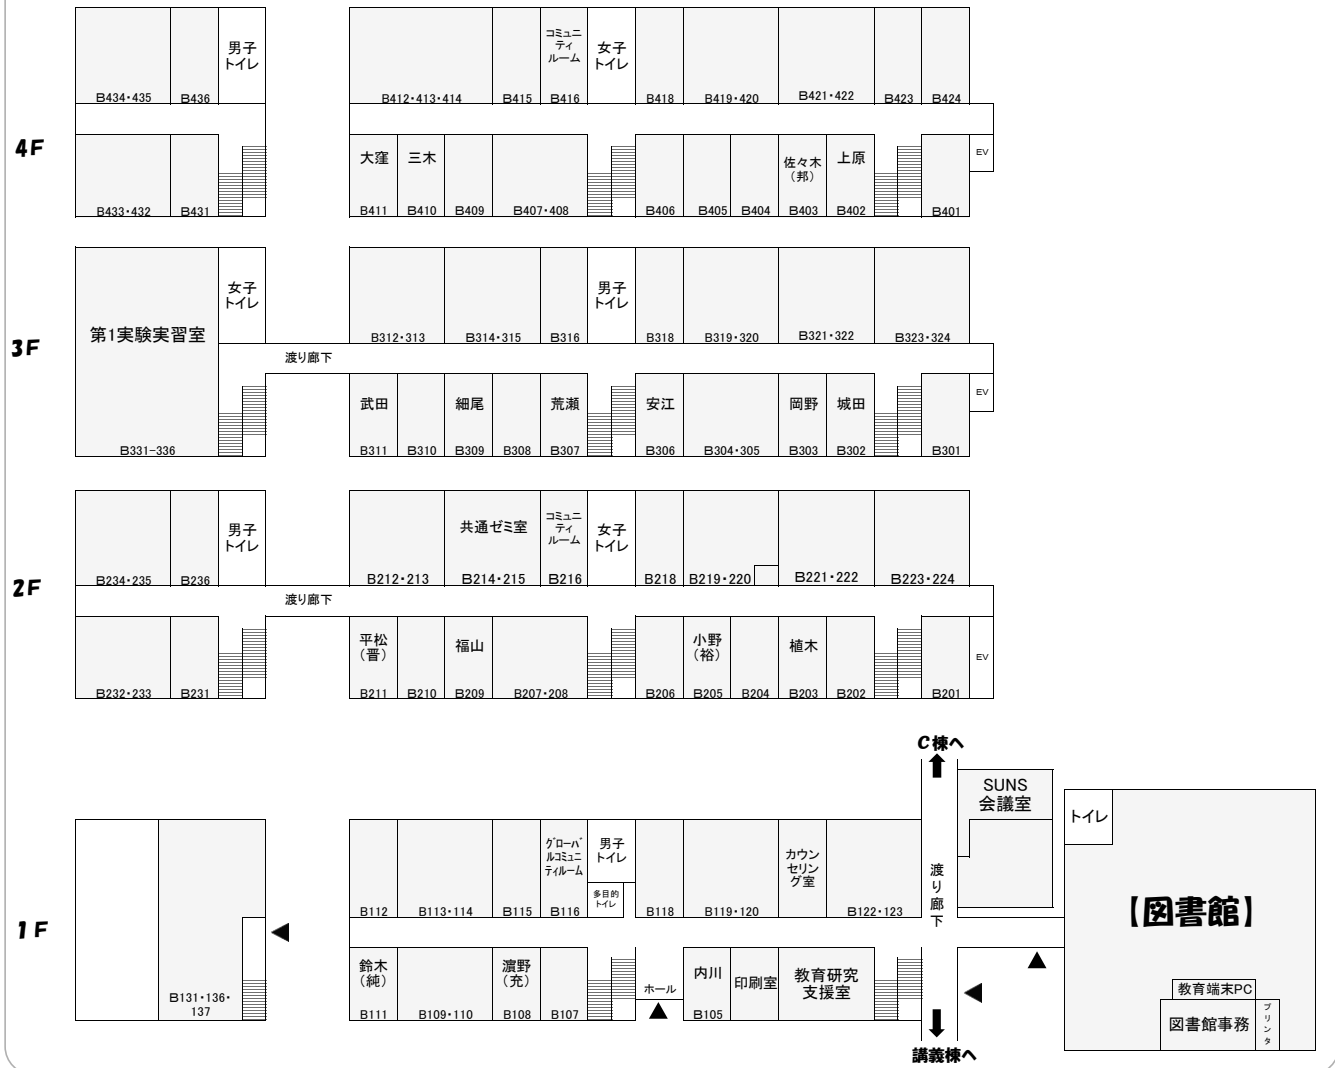 4F
男子
トイレ
コミュニ
ティ
ルーム
女子
トイレ
B434・435
B436
B412・413・414
B415
B416
B418
B419・420
B421・422
B423
B424
大窪
三木
佐々木
（邦）
上原
EV
B433・432
B431
B411
B410
B409
B407・408
B406
B405
B404
B403
B402
B401
3F
第1実験実習室
女子
トイレ
男子
トイレ
B312・313
B314・315
B316
B318
B319・320
B321・322
B323・324
渡り廊下
武田
細尾
荒瀬
安江
岡野
城田
EV
B331-336
B311
B310
B309
B308
B307
B306
B304・305
B303
B302
B301
2F
男子
トイレ
共通ゼミ室
コミュニ
ティ
ルーム
女子
トイレ
B234・235
B236
B212・213
B214・215
B216
B218
B219・220
B221・222
B223・224
渡り廊下
平松
（晋）
福山
小野
（裕）
植木
EV
B232・233
B231
B211
B210
B209
B207・208
B206
B205
B204
B203
B202
B201
1F
C棟へ
SUNS
会議室
トイレ
グローバ
ルコミュニ
ティルーム
男子
トイレ
多目的
トイレ
カウン
セリン
グ室
渡り廊下
B112
B113・114
B115
B116
B118
B119・120
B122・123
【図書館】
鈴木
（純）
濵野
（充）
ホール
内川
印刷室
教育研究
支援室
B131・136・
137
B111
B109・110
B108
B107
B105
講義棟へ
教育端末PC
図書館事務
プリンタ